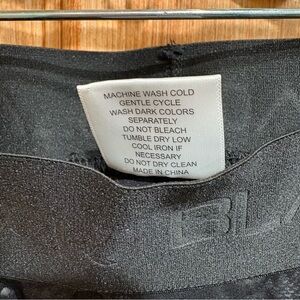 MACHINE WASH COLD
GENTLE CYCLE
WASH DARK COLORS
SEPARATELY
DO NOT BLEACH
TUMBLE DRY LOW
COOL IRON IF
NECESSARY
DO NOT DRY CLEAN
MADE IN CHINA